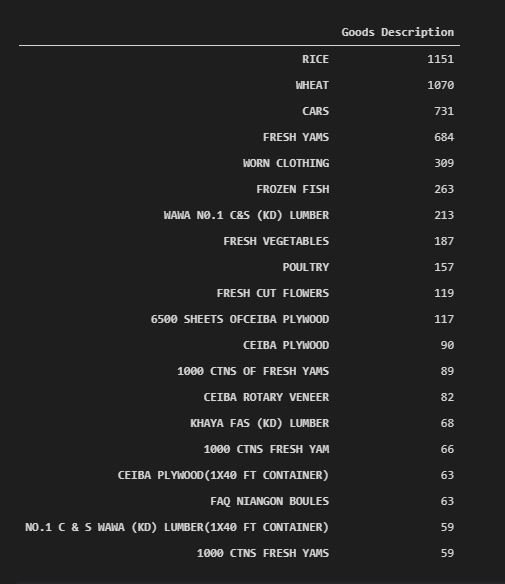 Goods Description
RICE 1151
WHEAT 1070
CARS 731
FRESH YAMS 684
WORN CLOTHING 309
FROZEN FISH 263
WAWA N0.1 C&S (KD) LUMBER 213
FRESH VEGETABLES 187
POULTRY 157
FRESH CUT FLOWERS 119
6500 SHEETS OFCEIBA PLYWOOD 117
CEIBA PLYWOOD 90
1000 CTNS OF FRESH YAMS 89
CEIBA ROTARY VENEER 82
KHAYA FAS (KD) LUMBER 68
1000 CTNS FRESH YAM 66
CEIBA PLYWOOD(1X40 FT CONTAINER) 63
FAQ NIANGON BOULES 63
NO.1 C & S WAWA (KD) LUMBER(1X40 FT CONTAINER) 59
1000 CTNS FRESH YAMS 59